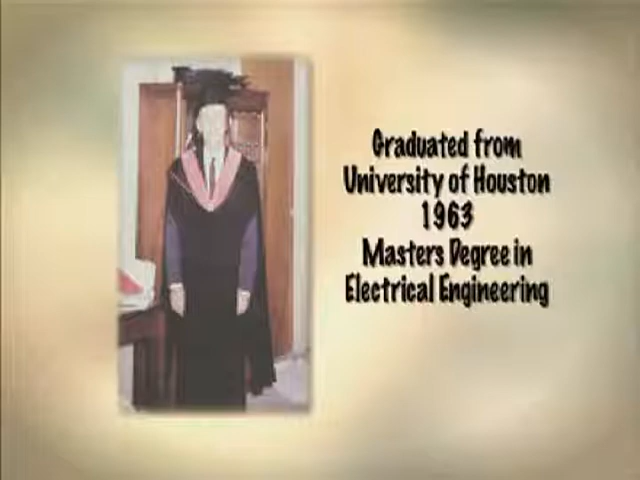 Graduated from
University of Houston
1963
Masters Degree in
Electrical Engineering